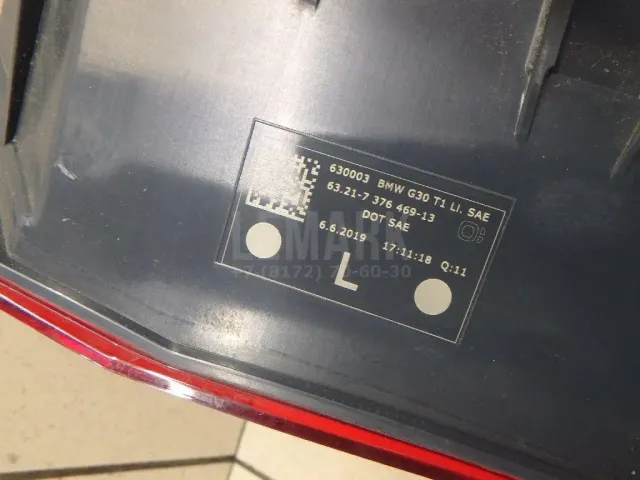 630003 BMW G30 T1 LI. SAE
63.21-7 376 469-13
DOT SAE
6.6.2019 17:11:18 Q:11
L
LEMARK